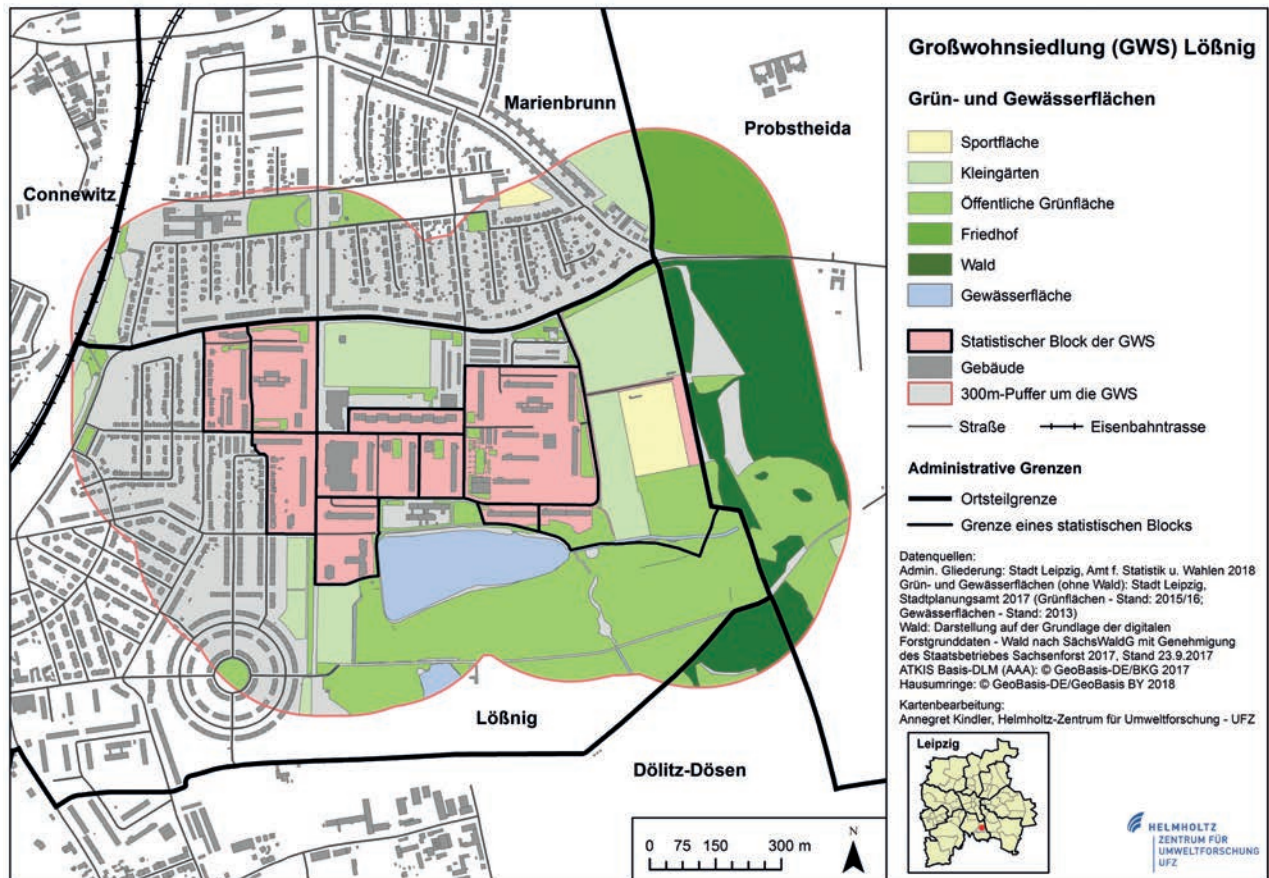 Marienbrunn
Probstheida
Connewitz
Lößnig
Dölitz-Dösen
0 75 150 300 m
N
Großwohnsiedlung (GWS) Lößnig
Grün- und Gewässerflächen
Sportfläche
Kleingärten
Öffentliche Grünfläche
Friedhof
Wald
Gewässerfläche
Statistischer Block der GWS
Gebäude
300m-Puffer um die GWS
Straße Eisenbahntrasse
Administrative Grenzen
Ortsteilgrenze
Grenze eines statistischen Blocks
Datenquellen:
Admin. Gliederung: Stadt Leipzig, Amt f. Statistik u. Wahlen 2018
Grün- und Gewässerflächen (ohne Wald): Stadt Leipzig,
Stadtplanungsamt 2017 (Grünflächen - Stand: 2015/16;
Gewässerflächen - Stand: 2013)
Wald: Darstellung auf der Grundlage der digitalen
Forstgrunddaten - Wald nach SächsWaldG mit Genehmigung
des Staatsbetriebes Sachsenforst 2017, Stand 23.9.2017
ATKIS Basis-DLM (AAA): © GeoBasis-DE/BKG 2017
Hausumringe: © GeoBasis-DE/GeoBasis BY 2018
Kartenbearbeitung:
Annegret Kindler, Helmholtz-Zentrum für Umweltforschung - UFZ
Leipzig
HELMHOLTZ
ZENTRUM FÜR
UMWELTFORSCHUNG
UFZ